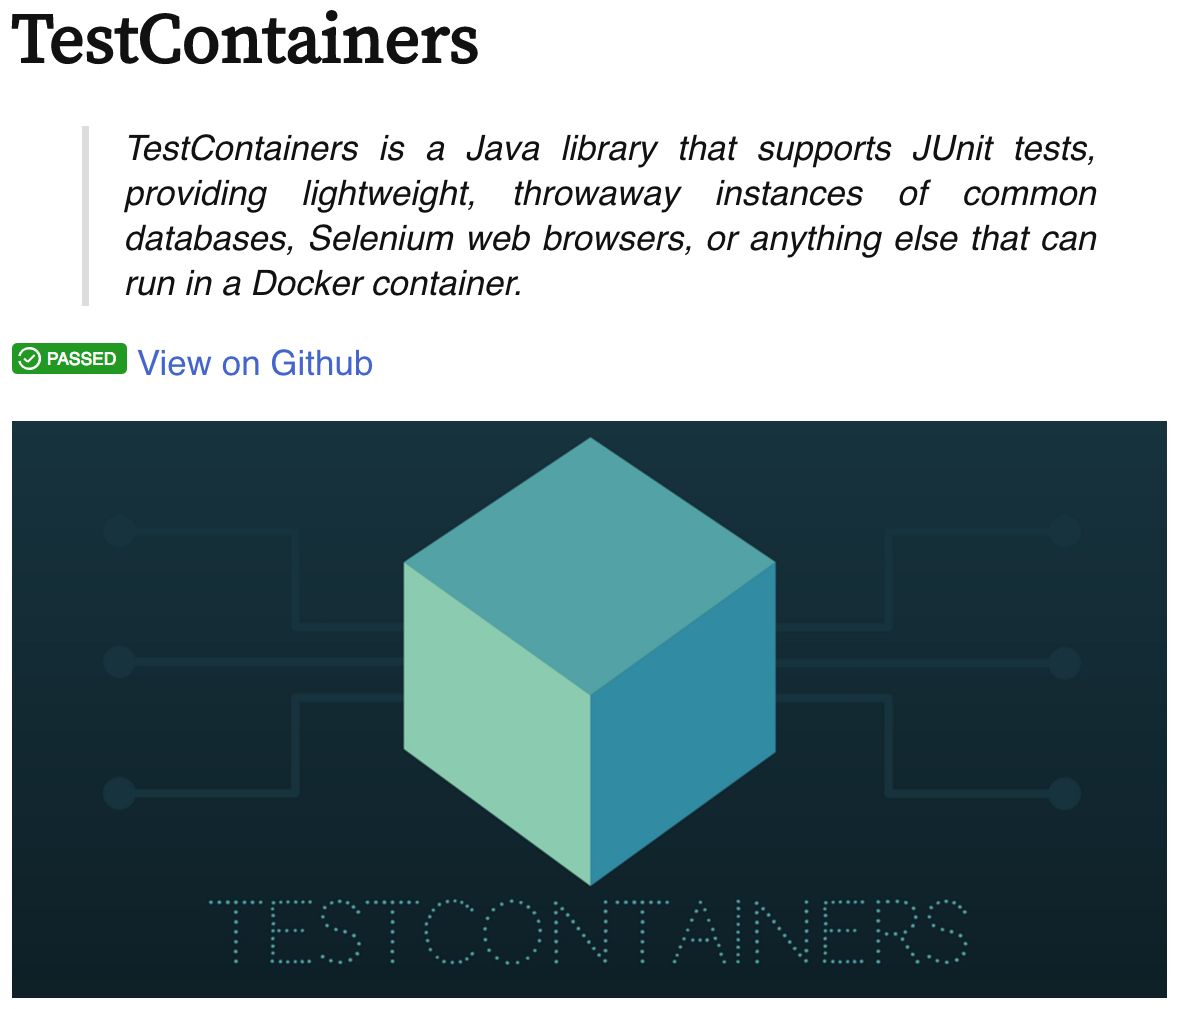 TestContainers
TestContainers is a Java library that supports JUnit tests,
providing lightweight, throwaway instances of common
databases, Selenium web browsers, or anything else that can
run in a Docker container.
PASSED View on Github
TESTCONTAINERS